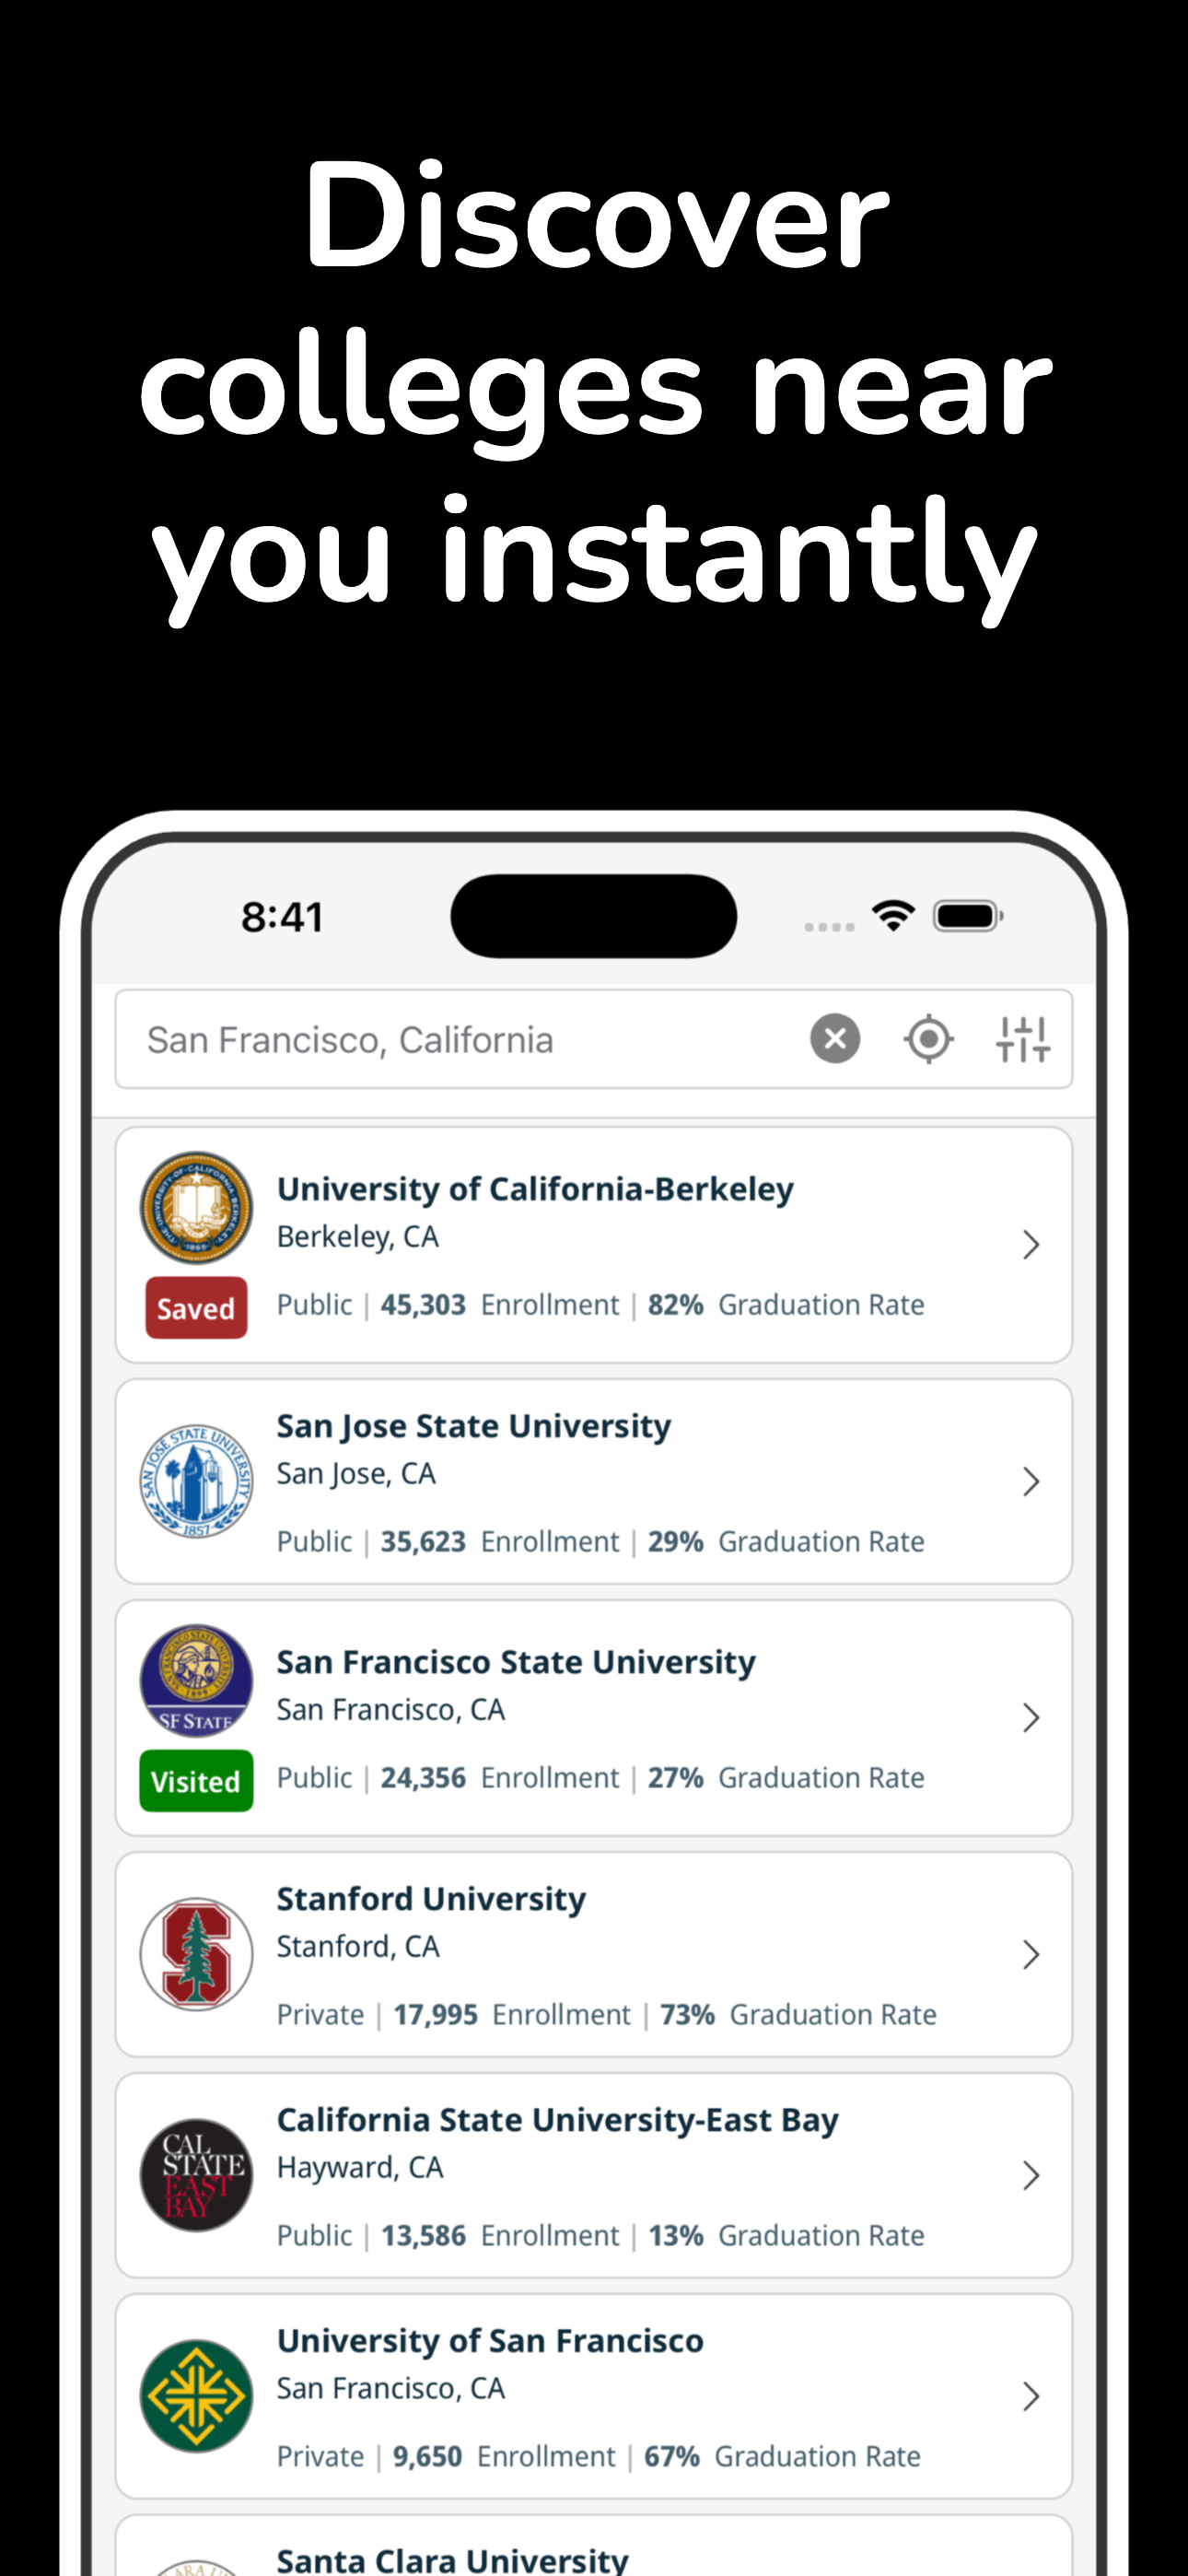 Discover
colleges near
you instantly
8:41
San Francisco, California
University of California-Berkeley
Berkeley, CA
Saved
Public | 45,303 Enrollment | 82% Graduation Rate
San Jose State University
San Jose, CA
SAN JOSÉ STATE UNIVERSITY
1857
Public | 35,623 Enrollment | 29% Graduation Rate
San Francisco State University
San Francisco, CA
SF STATE
Visited
Public | 24,356 Enrollment | 27% Graduation Rate
Stanford University
Stanford, CA
S
Private | 17,995 Enrollment | 73% Graduation Rate
California State University-East Bay
Hayward, CA
CAL
STATE
EAST
BAY
Public | 13,586 Enrollment | 13% Graduation Rate
University of San Francisco
San Francisco, CA
Private | 9,650 Enrollment | 67% Graduation Rate
Santa Clara University